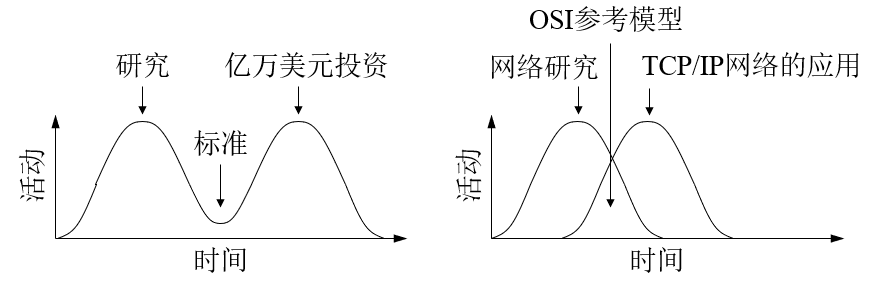 研究
亿万美元投资
标准
活动
时间
OSI参考模型
网络研究
TCP/IP网络的应用
活动
时间